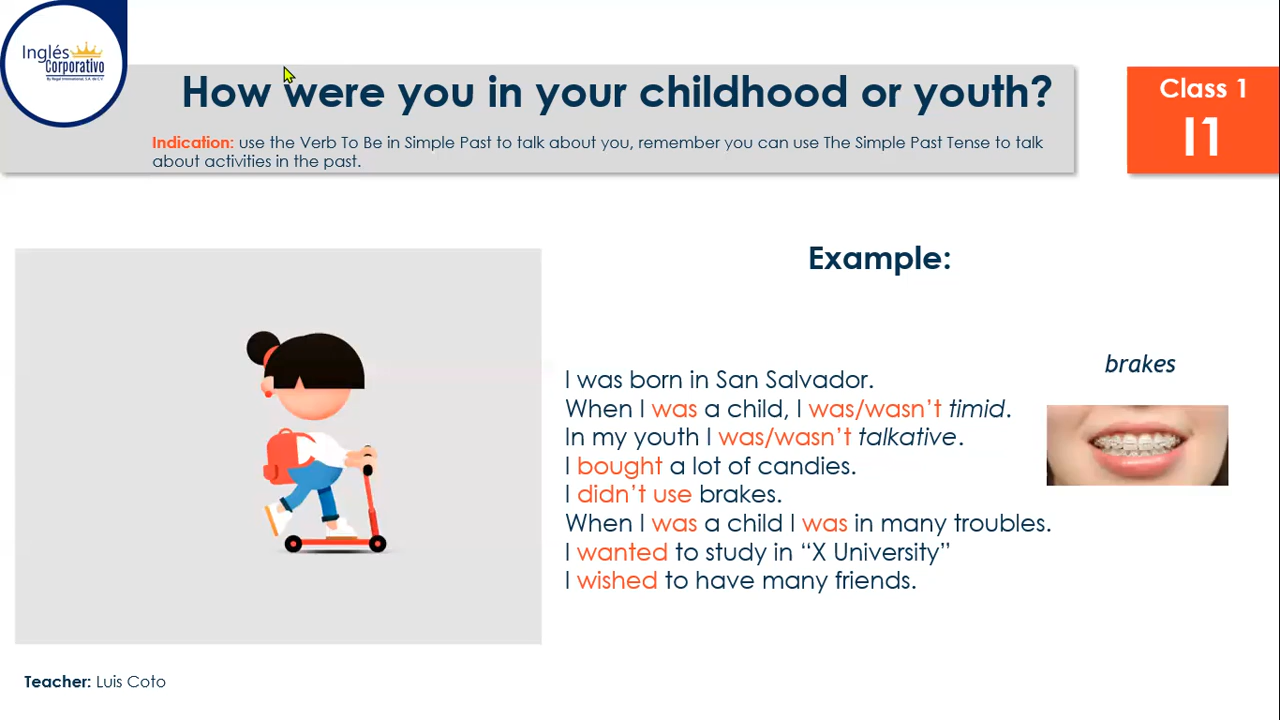 Inglés
Corporativo
By Regal International, S.A. de C.V.
How were you in your childhood or youth?
Indication: use the Verb To Be in Simple Past to talk about you, remember you can use The Simple Past Tense to talk
about activities in the past.
Class 1
I1
Example:
brakes
I was born in San Salvador.
When I was a child, I was/wasn’t timid.
In my youth I was/wasn’t talkative.
I bought a lot of candies.
I didn’t use brakes.
When I was a child I was in many troubles.
I wanted to study in “X University”
I wished to have many friends.
Teacher: Luis Coto